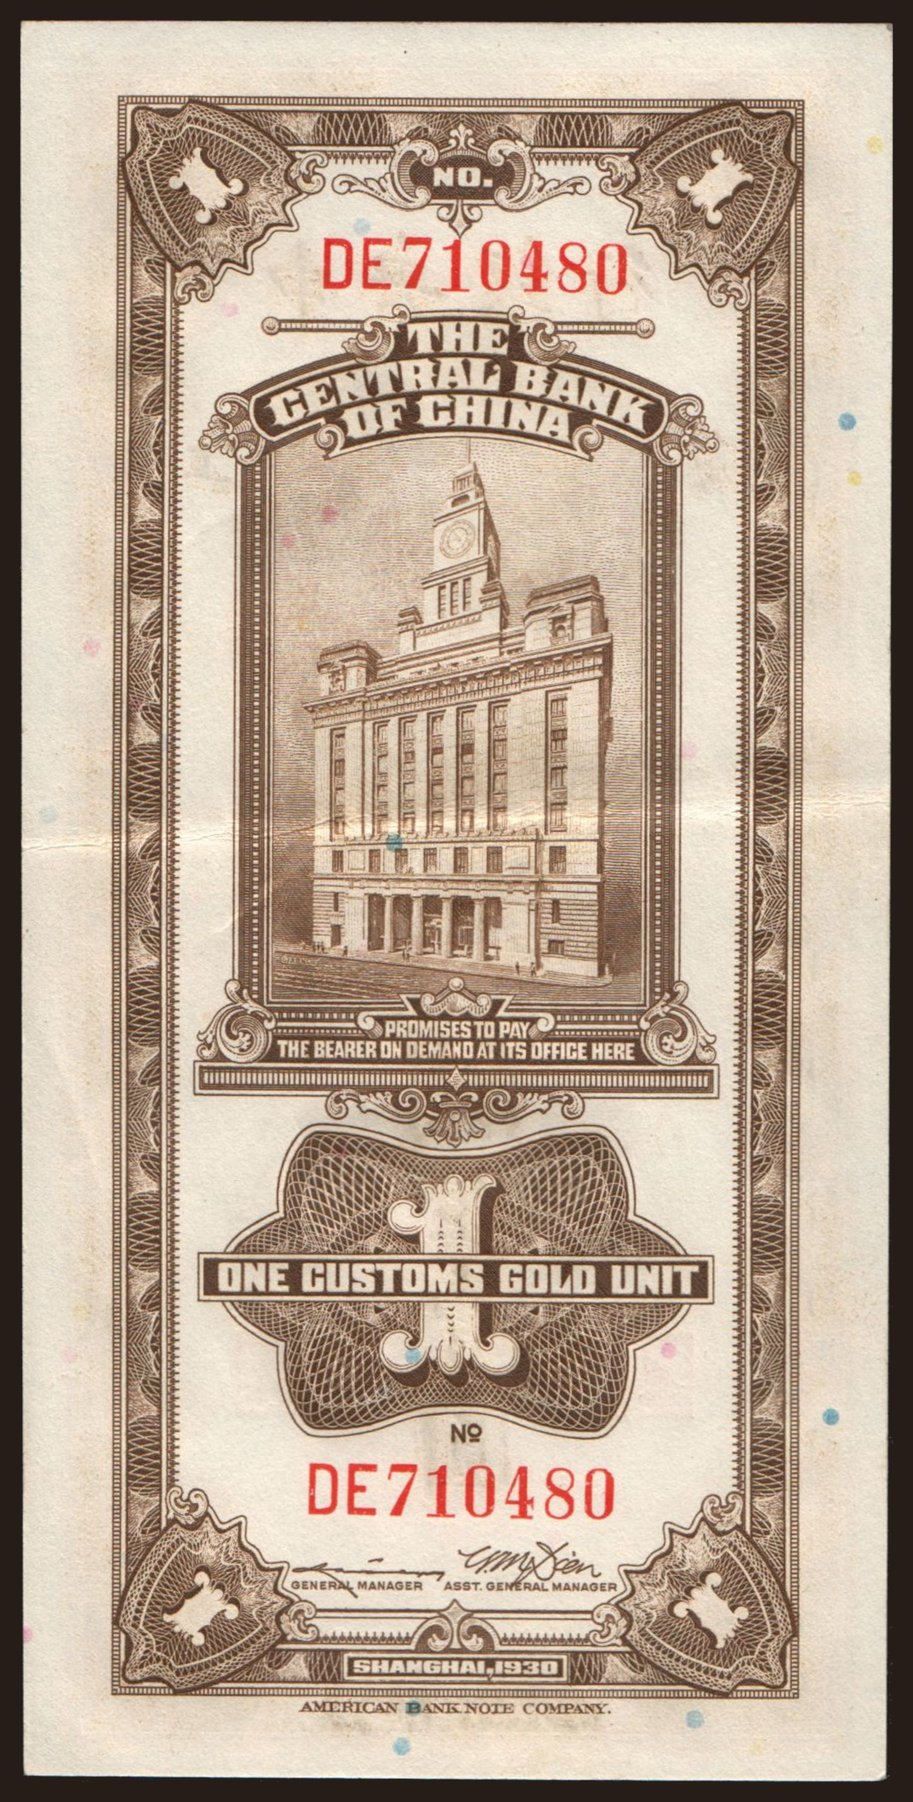 NO.
DE710480
THE
CENTRAL BANK
OF CHINA
PROMISES TO PAY
THE BEARER ON DEMAND AT ITS OFFICE HERE
1
ONE CUSTOMS GOLD UNIT
Nº
DE710480
GENERAL MANAGER ASST. GENERAL MANAGER
SHANGHAI, 1930
AMERICAN BANK NOTE COMPANY.